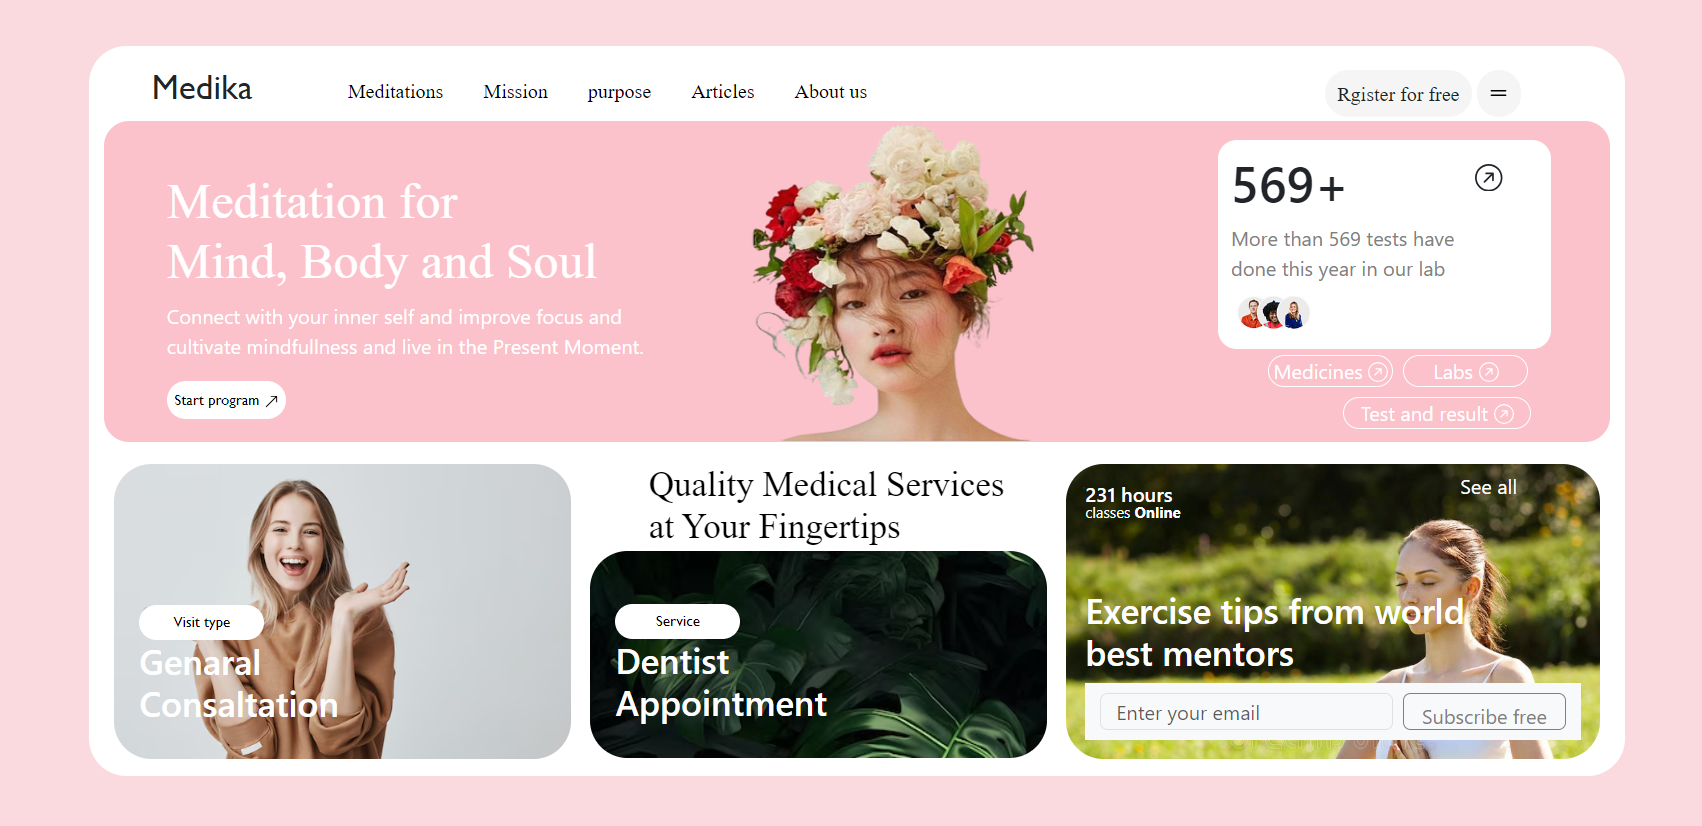 Medika
Meditations
Mission
purpose
Articles
About us
Rgister for free
Meditation for
Mind, Body and Soul
Connect with your inner self and improve focus and
cultivate mindfullness and live in the Present Moment.
Start program
569+
More than 569 tests have
done this year in our lab
Medicines
Labs
Test and result
Visit type
Genaral
Consaltation
Quality Medical Services
at Your Fingertips
Service
Dentist
Appointment
231 hours
classes Online
See all
Exercise tips from world
best mentors
Enter your email
Subscribe free